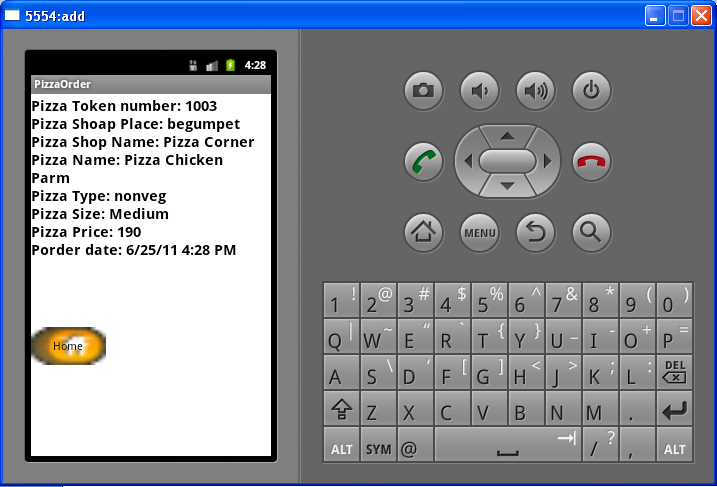 5554:add
4:28
PizzaOrder
Pizza Token number: 1003
Pizza Shoap Place: begumpet
Pizza Shop Name: Pizza Corner
Pizza Name: Pizza Chicken
Parm
Pizza Type: nonveg
Pizza Size: Medium
Pizza Price: 190
Porder date: 6/25/11 4:28 PM
Home
MENU
1 ! 2 @ 3 # 4 $ 5 % 6 ^ 7 & 8 * 9 ( 0 )
Q | W ~ E “ R ` T { Y } U _ I - O + P =
A S \ D ‘ F [ G ] H < J > K ; L : DEL
Z X C V B N M .
ALT SYM @ / ? , ALT